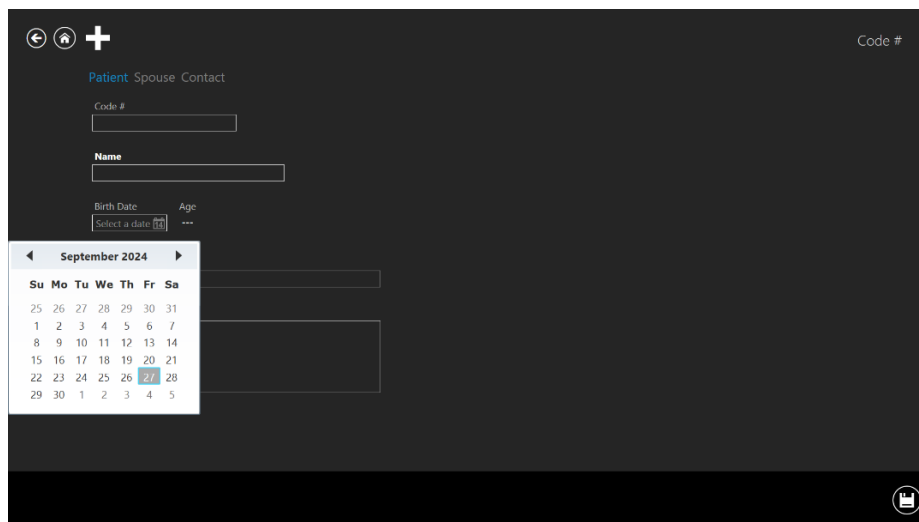 Code #
Patient Spouse Contact
Code #
Name
Birth Date Age
Select a date 14 ---
September 2024
Su Mo Tu We Th Fr Sa
25 26 27 28 29 30 31
1 2 3 4 5 6 7
8 9 10 11 12 13 14
15 16 17 18 19 20 21
22 23 24 25 26 27 28
29 30 1 2 3 4 5